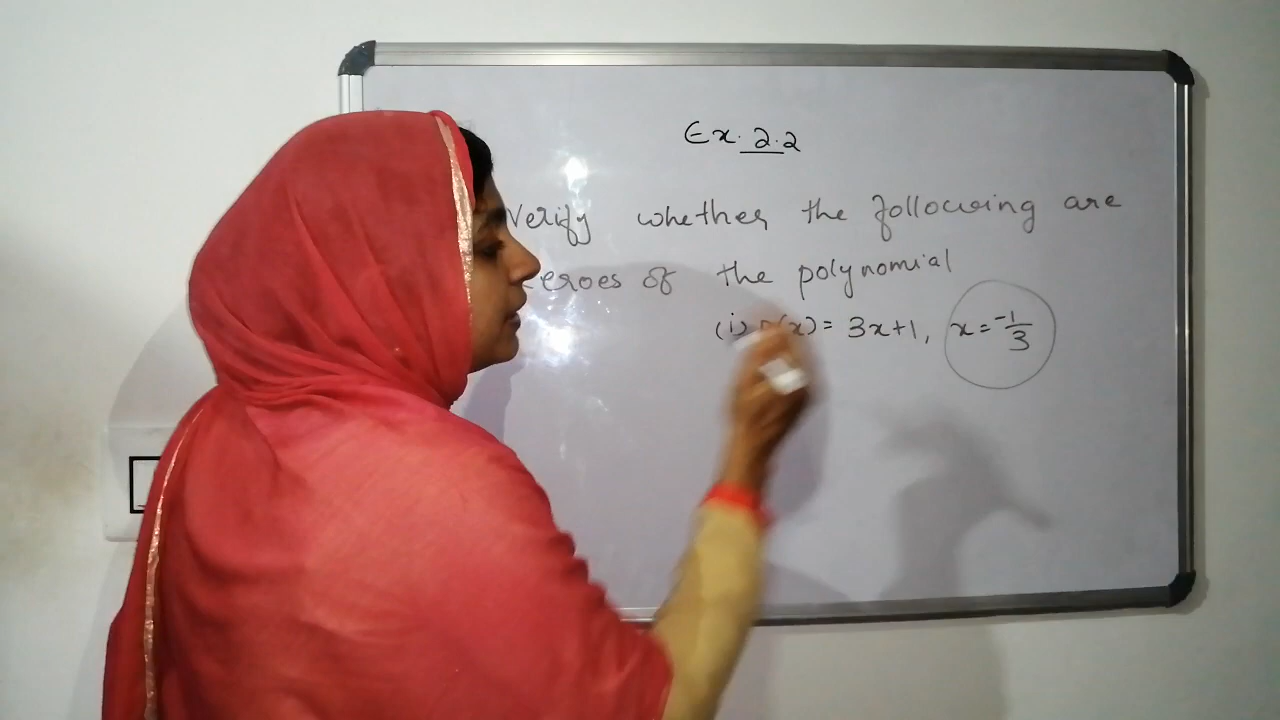 Ex. 2.2
Verify whether the following are
zeroes of the polynomial
(i) p(x) = 3x+1, x = -1/3